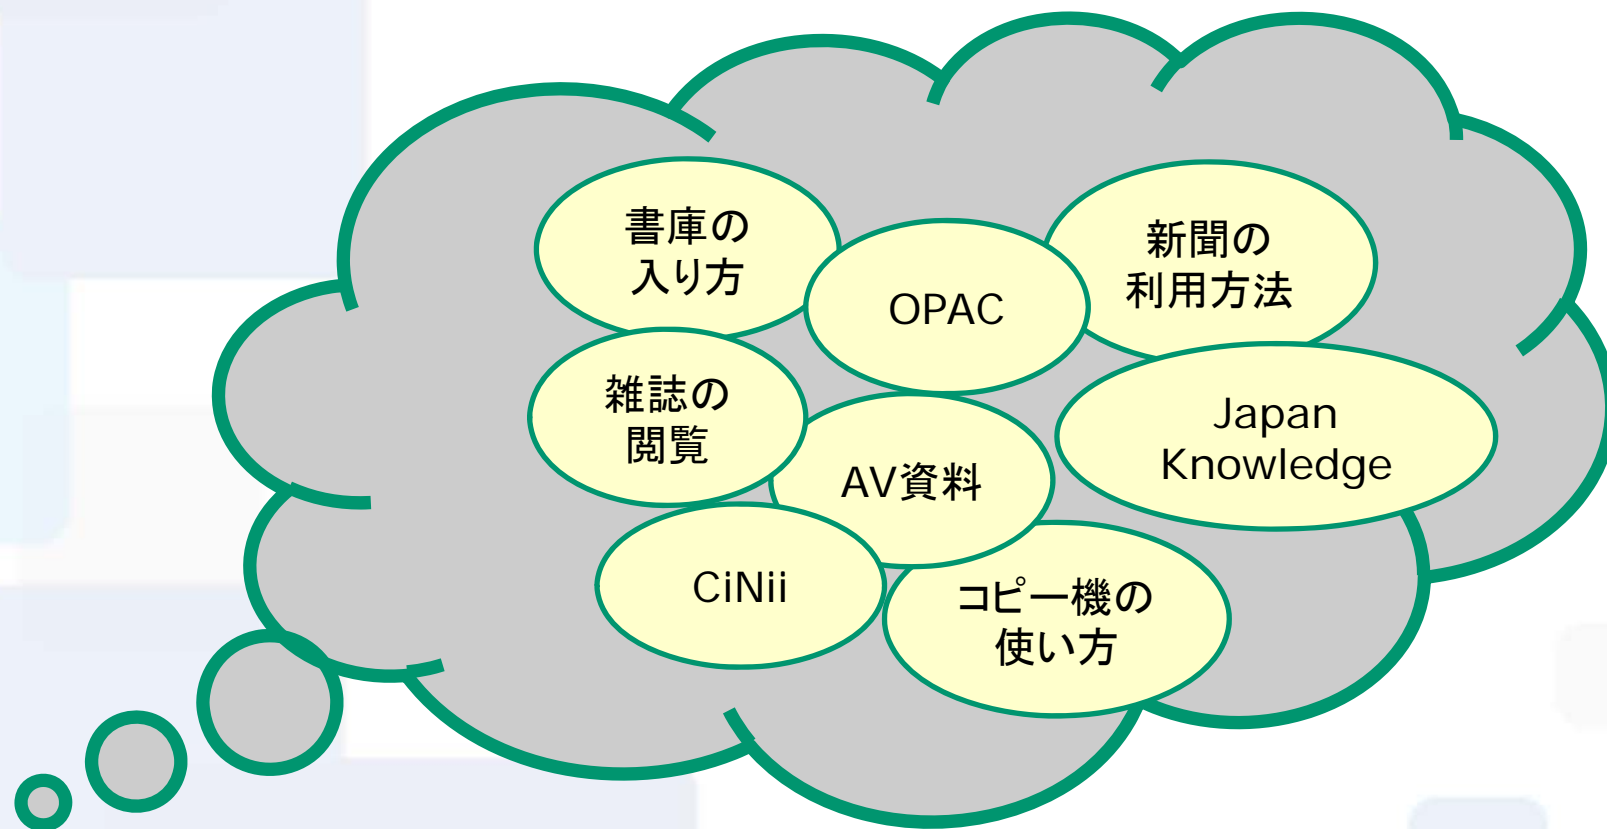 書庫の
入り方
OPAC
新聞の
利用方法
雑誌の
閲覧
AV資料
Japan
Knowledge
CiNii
コピー機の
使い方